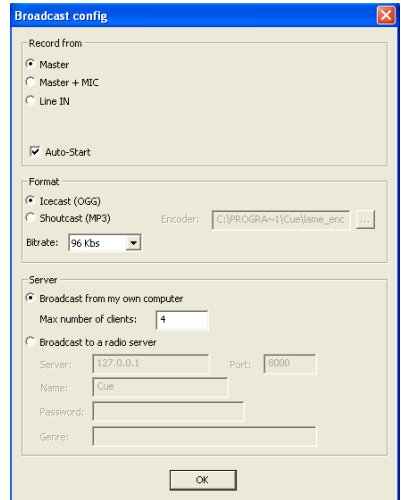 Broadcast config
Record from
Master
Master + MIC
Line IN
Auto-Start
Format
Icecast (OGG)
Shoutcast (MP3) Encoder: C:\PROGRA~1\Cue\lame_enc ...
Bitrate: 96 Kbs
Server
Broadcast from my own computer
Max number of clients: 4
Broadcast to a radio server
Server: 127.0.0.1 Port: 8000
Name: Cue
Password:
Genre:
OK